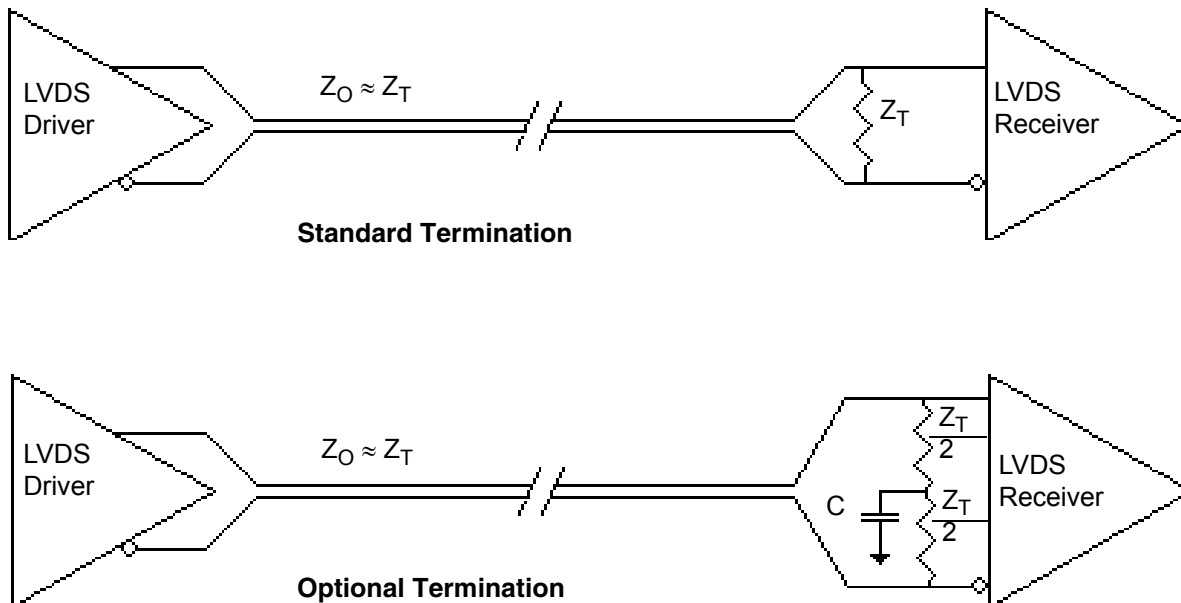 LVDS
Driver
Z_O ≈ Z_T
Z_T
LVDS
Receiver
Standard Termination
LVDS
Driver
Z_O ≈ Z_T
C
Z_T
2
Z_T
2
LVDS
Receiver
Optional Termination